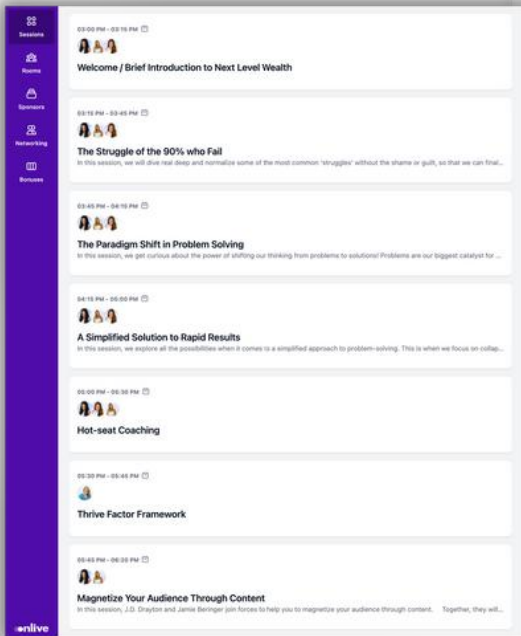 Sessions
Rooms
Sponsors
Networking
Bonuses
onlive
03:00 PM - 03:15 PM
Welcome / Brief Introduction to Next Level Wealth
03:15 PM - 03:45 PM
The Struggle of the 90% who Fail
In this session, we will dive real deep and normalize some of the most common 'struggles' without the shame or guilt, so that we can final...
03:45 PM - 04:15 PM
The Paradigm Shift in Problem Solving
In this session, we get curious about the power of shifting our thinking from problems to solutions! Problems are our biggest catalyst for ...
04:15 PM - 05:00 PM
A Simplified Solution to Rapid Results
In this session, we explore all the possibilities when it comes to a simplified approach to problem-solving. This is when we focus on collap...
05:00 PM - 05:30 PM
Hot-seat Coaching
05:30 PM - 05:45 PM
Thrive Factor Framework
05:45 PM - 06:30 PM
Magnetize Your Audience Through Content
In this session, J.D. Drayton and Jamie Beringer join forces to help you to magnetize your audience through content. Together, they will...